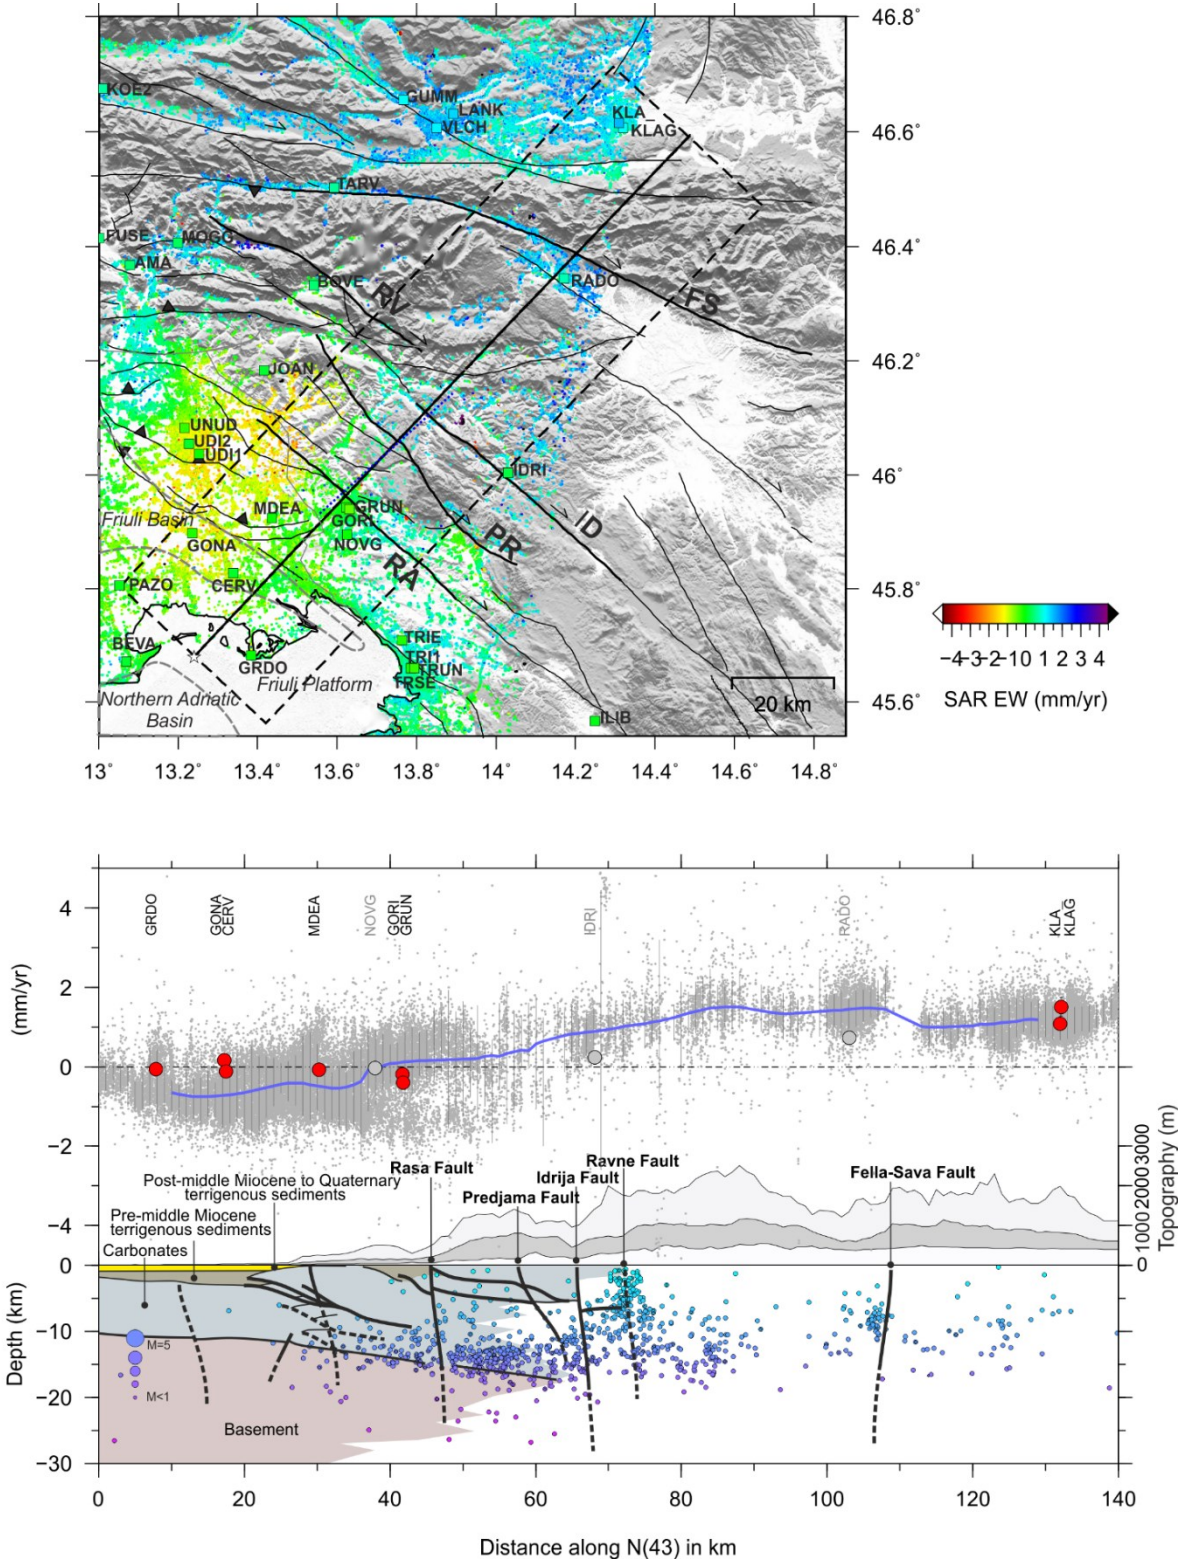 46.8°
46.6°
46.4°
46.2°
46°
45.8°
45.6°
KOE2
GUMM
LANK
VLCH
KLA_
KLAG
TARV
FUSE
MOGG
AMA
BOVE
RADO
RV
FS
JOAN
UNUD
UDI2
UDI1
IDRI
MDEA
GRUN
GORI
NOVG
Friuli Basin
GONA
PR
ID
RA
PAZO
CERV
BEVA
GRDO
TRIE
TRI1
TRUN
TRSE
Friuli Platform
Northern Adriatic
Basin
ILIB
20 km
−4−3−2−10 1 2 3 4
SAR EW (mm/yr)
13 13.2° 13.4° 13.6° 13.8° 14° 14.2° 14.4° 14.6° 14.8°
GRDO
GONA
CERV
MDEA
NOVG
GORI
GRUN
IDRI
RADO
KLA_
KLAG
4
2
0
−2
−4
(mm/yr)
3000
2000
1000
0
Topography (m)
Rasa Fault
Predjama Fault
Idrija Fault
Ravne Fault
Fella-Sava Fault
Post-middle Miocene to Quaternary
terrigenous sediments
Pre-middle Miocene
terrigenous sediments
Carbonates
0
−10
−20
−30
Depth (km)
M=5
M<1
Basement
0 20 40 60 80 100 120 140
Distance along N(43) in km